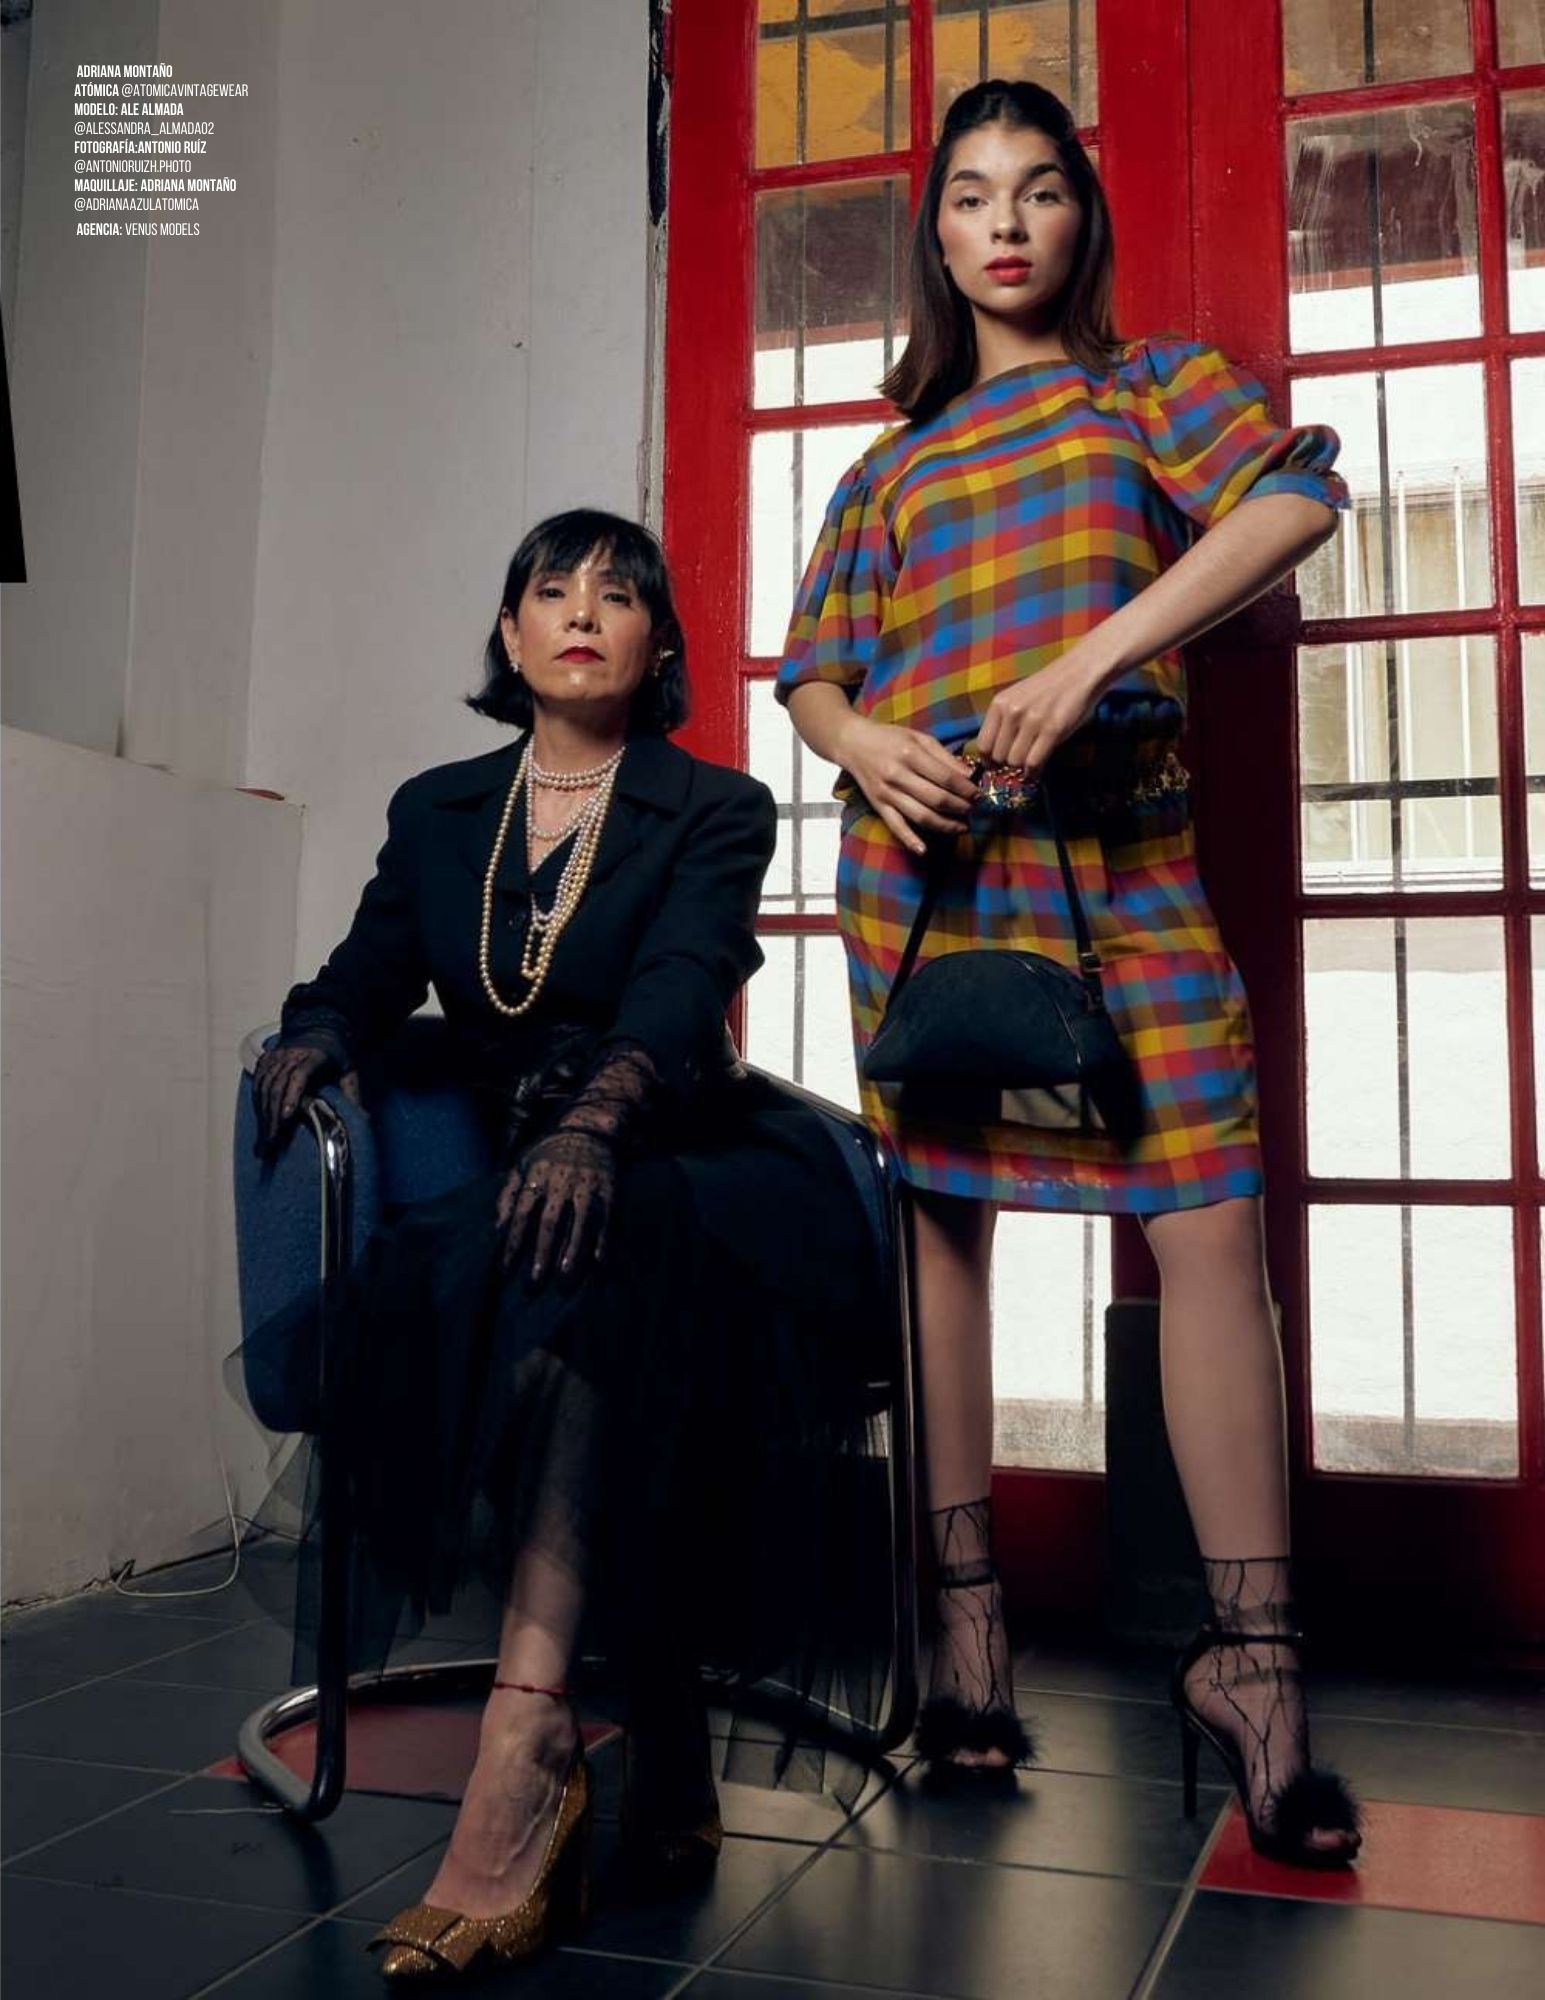 ADRIANA MONTAÑO
ATÓMICA @ATOMICAVINTAGEWEAR
MODELO: ALE ALMADA
@ALESSANDRA_ALMADA02
FOTOGRAFÍA:ANTONIO RUÍZ
@ANTONIORUIZH.PHOTO
MAQUILLAJE: ADRIANA MONTAÑO
@ADRIANAAZULATOMICA
AGENCIA: VENUS MODELS